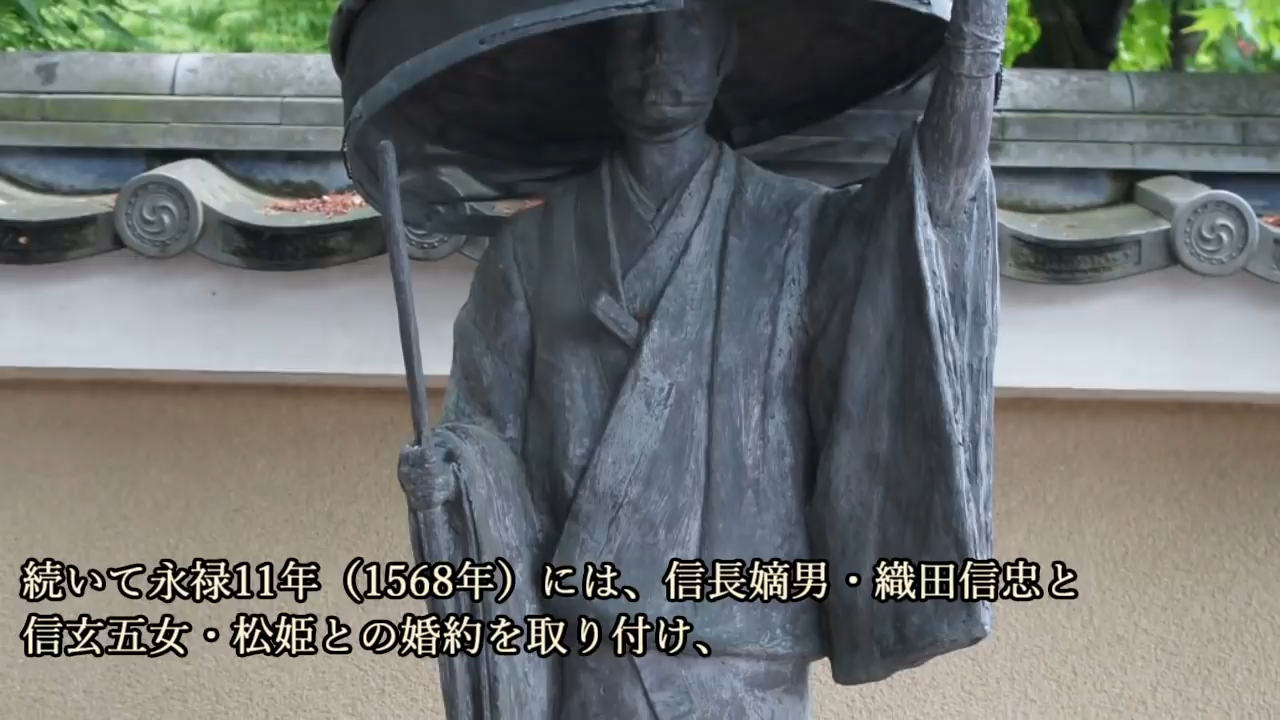 続いて永禄11年（1568年）には、信長嫡男・織田信忠と
信玄五女・松姫との婚約を取り付け、